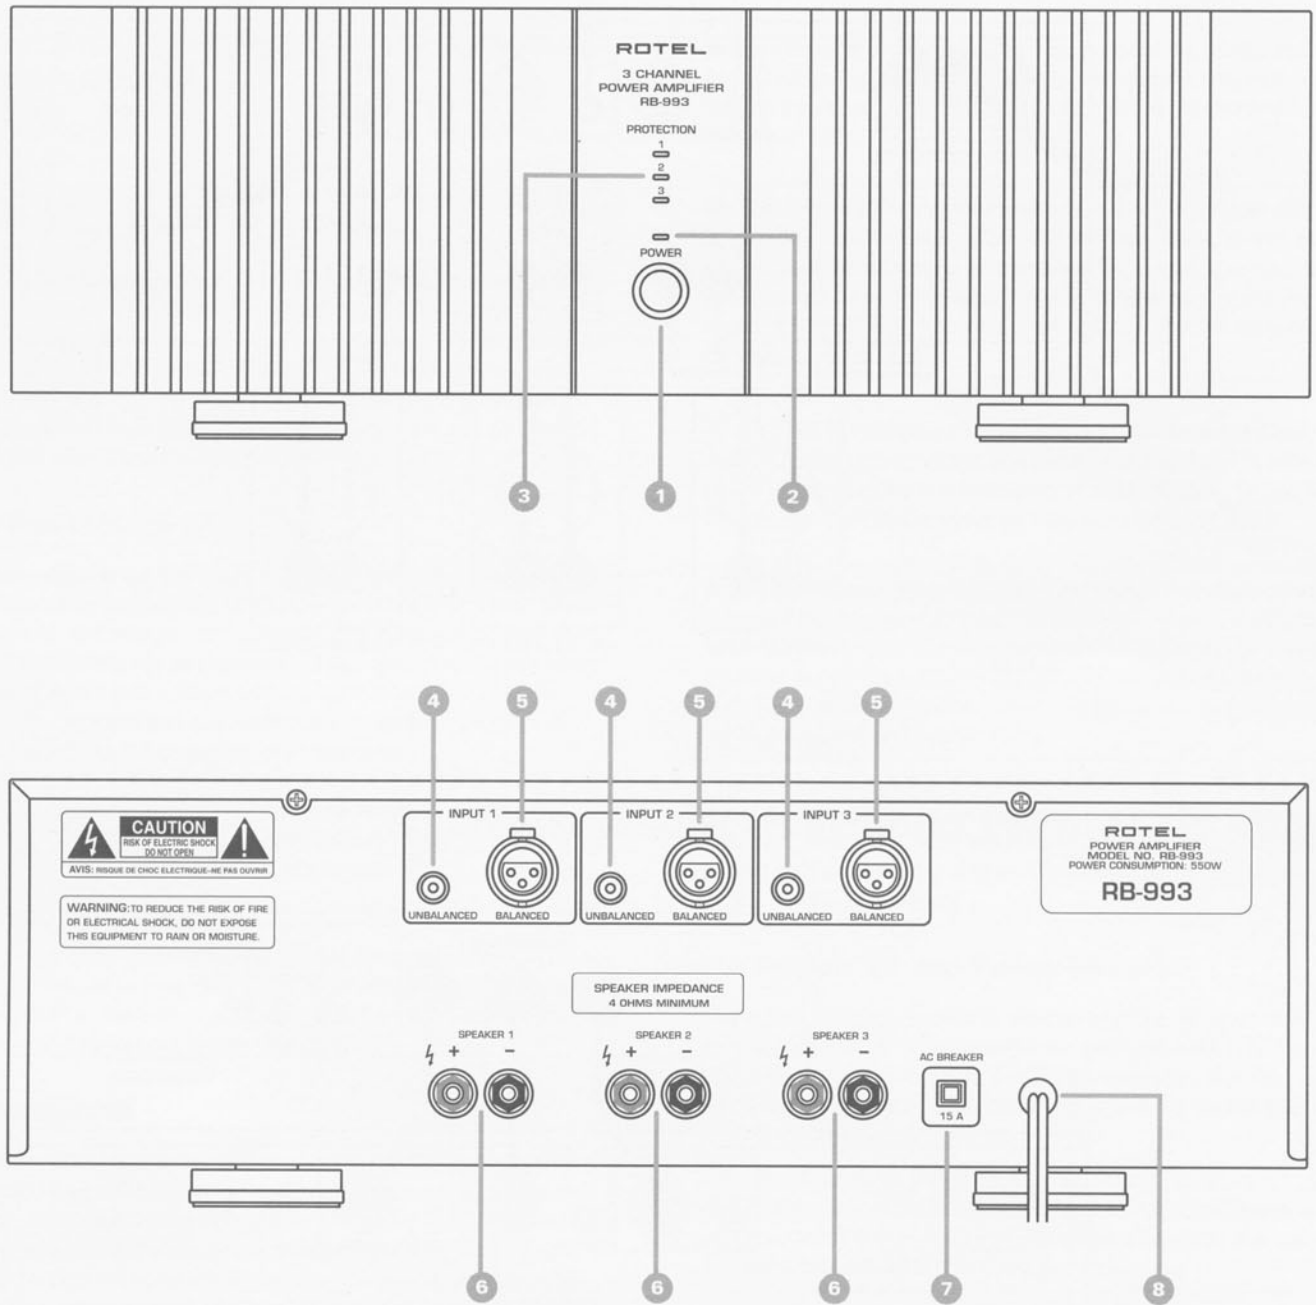 ROTEL
3 CHANNEL
POWER AMPLIFIER
RB-993
PROTECTION
1
2
3
POWER
3
1
2
4
5
4
5
4
5
INPUT 1
INPUT 2
INPUT 3
CAUTION
RISK OF ELECTRIC SHOCK
DO NOT OPEN
AVIS: RISQUE DE CHOC ELECTRIQUE-NE PAS OUVRIR
WARNING: TO REDUCE THE RISK OF FIRE
OR ELECTRICAL SHOCK, DO NOT EXPOSE
THIS EQUIPMENT TO RAIN OR MOISTURE.
UNBALANCED BALANCED
UNBALANCED BALANCED
UNBALANCED BALANCED
ROTEL
POWER AMPLIFIER
MODEL NO. RB-993
POWER CONSUMPTION: 550W
RB-993
SPEAKER IMPEDANCE
4 OHMS MINIMUM
SPEAKER 1
+ −
SPEAKER 2
+ −
SPEAKER 3
+ −
AC BREAKER
15 A
6
6
6
7
8